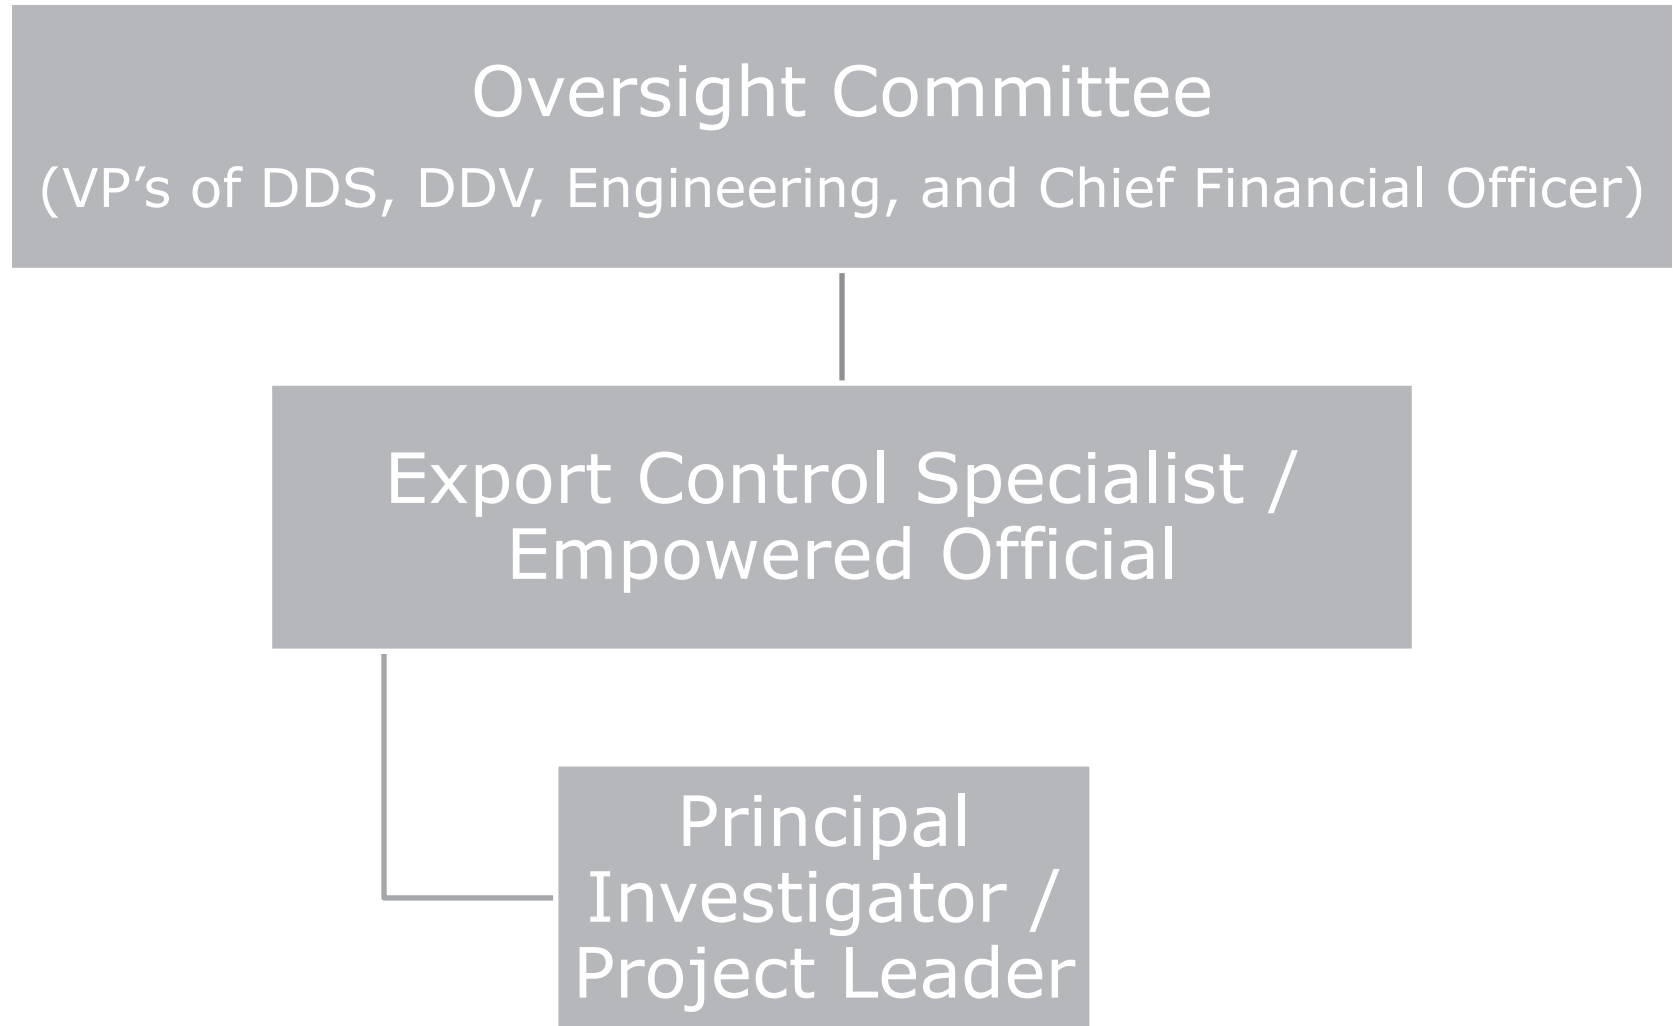 Oversight Committee
(VP’s of DDS, DDV, Engineering, and Chief Financial Officer)
Export Control Specialist /
Empowered Official
Principal
Investigator /
Project Leader